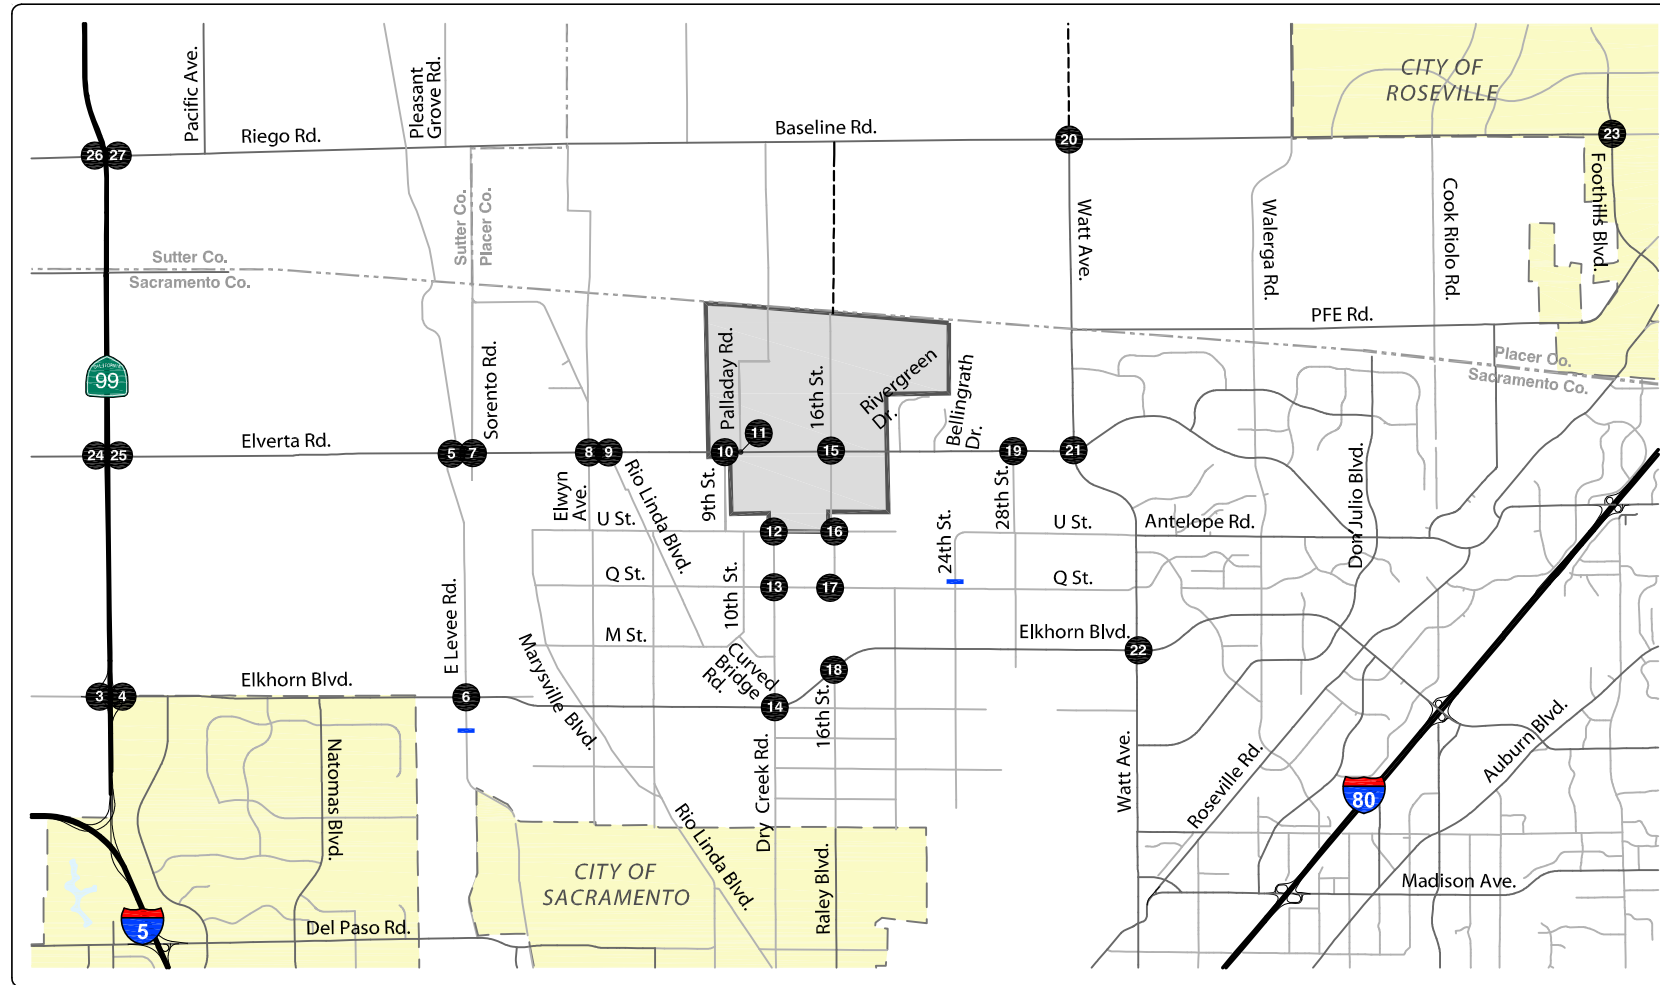 CITY OF
ROSEVILLE
Pacific Ave.
Pleasant
Grove Rd.
Riego Rd.
Baseline Rd.
26
27
20
23
Foothills Blvd.
Sutter Co.
Placer Co.
Watt Ave.
Walerga Rd.
Cook Riolo Rd.
Sutter Co.
Sacramento Co.
PFE Rd.
Placer Co.
Sacramento Co.
CALIFORNIA
99
Sorento Rd.
Palladay Rd.
16th St.
Rivergreen
Dr.
Bellingrath
Dr.
Elverta Rd.
24
25
5
7
8
9
10
11
15
19
21
Elwyn
Ave.
U St.
Rio Linda Blvd.
9th St.
12
16
24th St.
28th St.
U St.
Antelope Rd.
Don Julio Blvd.
Q St.
10th St.
13
17
Q St.
E Levee Rd.
M St.
Marysville Blvd.
Curved
Bridge
Rd.
Elkhorn Blvd.
22
18
Elkhorn Blvd.
3
4
6
14
16th St.
Natomas Blvd.
Dry Creek Rd.
Watt Ave.
Roseville Rd.
Auburn Blvd.
80
Rio Linda Blvd.
Raley Blvd.
CITY OF
SACRAMENTO
Madison Ave.
5
Del Paso Rd.